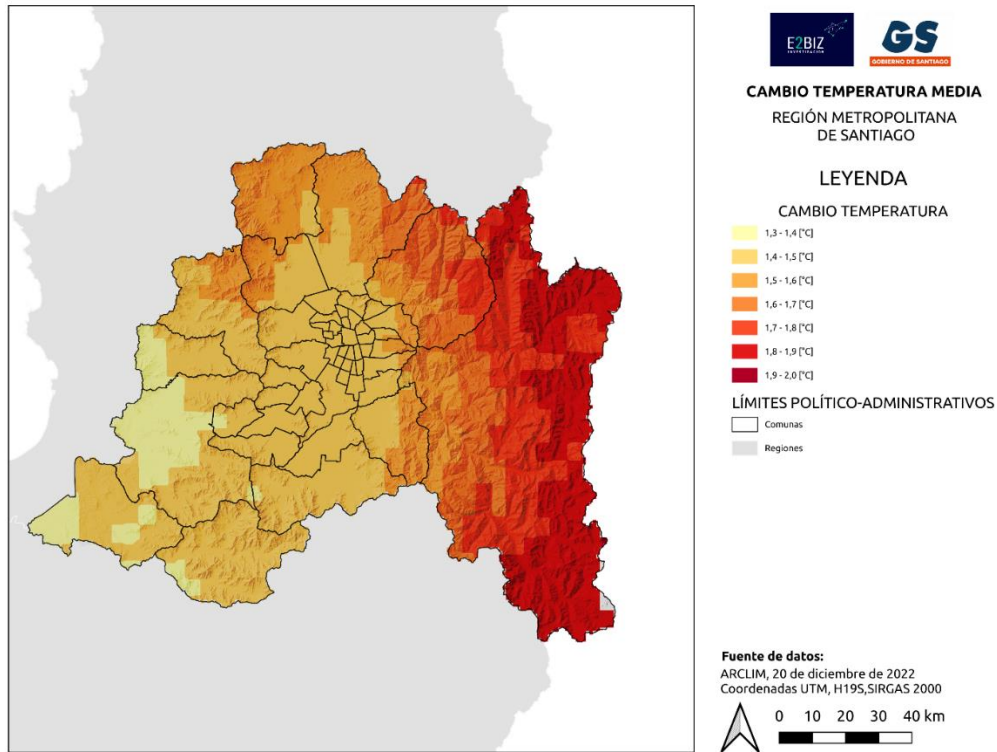 E2BIZ
INVESTIGACIÓN
GS
GOBIERNO DE SANTIAGO
CAMBIO TEMPERATURA MEDIA
REGIÓN METROPOLITANA
DE SANTIAGO
LEYENDA
CAMBIO TEMPERATURA
1,3 - 1,4 [°C]
1,4 - 1,5 [°C]
1,5 - 1,6 [°C]
1,6 - 1,7 [°C]
1,7 - 1,8 [°C]
1,8 - 1,9 [°C]
1,9 - 2,0 [°C]
LÍMITES POLÍTICO-ADMINISTRATIVOS
Comunas
Regiones
Fuente de datos:
ARCLIM, 20 de diciembre de 2022
Coordenadas UTM, H19S,SIRGAS 2000
0 10 20 30 40 km